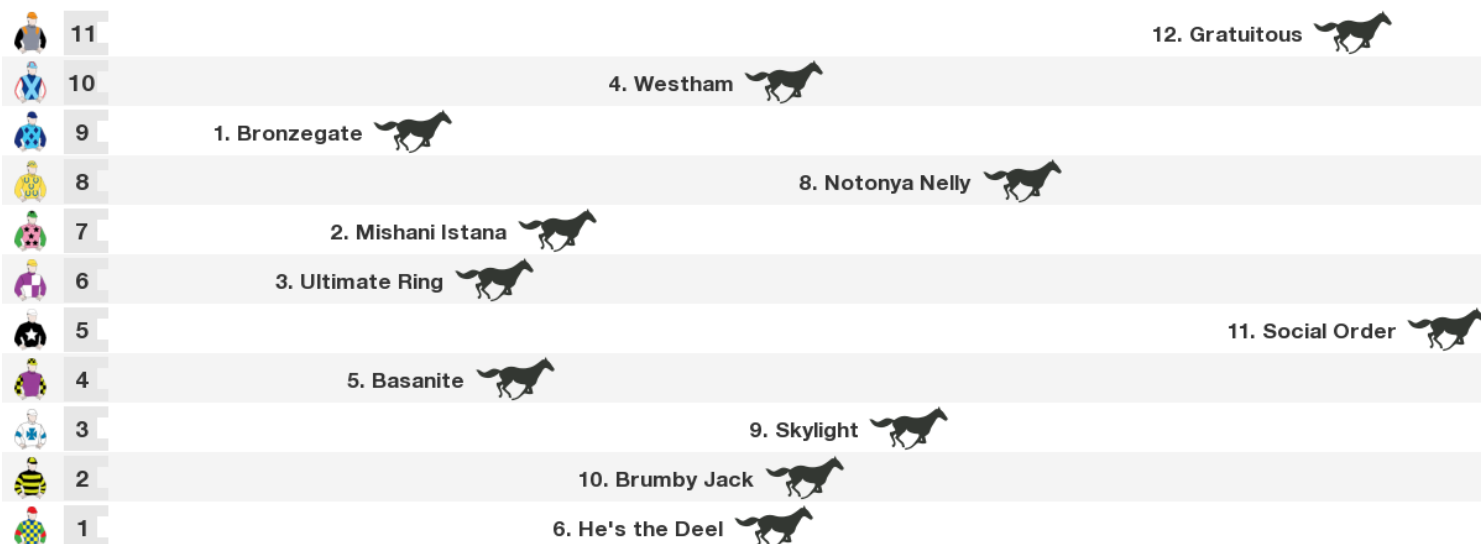 11 12. Gratuitous
10 4. Westham
9 1. Bronzegate
8 8. Notonya Nelly
7 2. Mishani Istana
6 3. Ultimate Ring
5 11. Social Order
4 5. Basanite
3 9. Skylight
2 10. Brumby Jack
1 6. He's the Deel